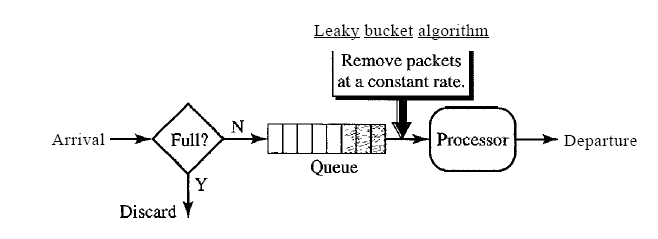 Leaky bucket algorithm
Remove packets
at a constant rate.
Arrival
Full?
N
Queue
Processor
Departure
Y
Discard